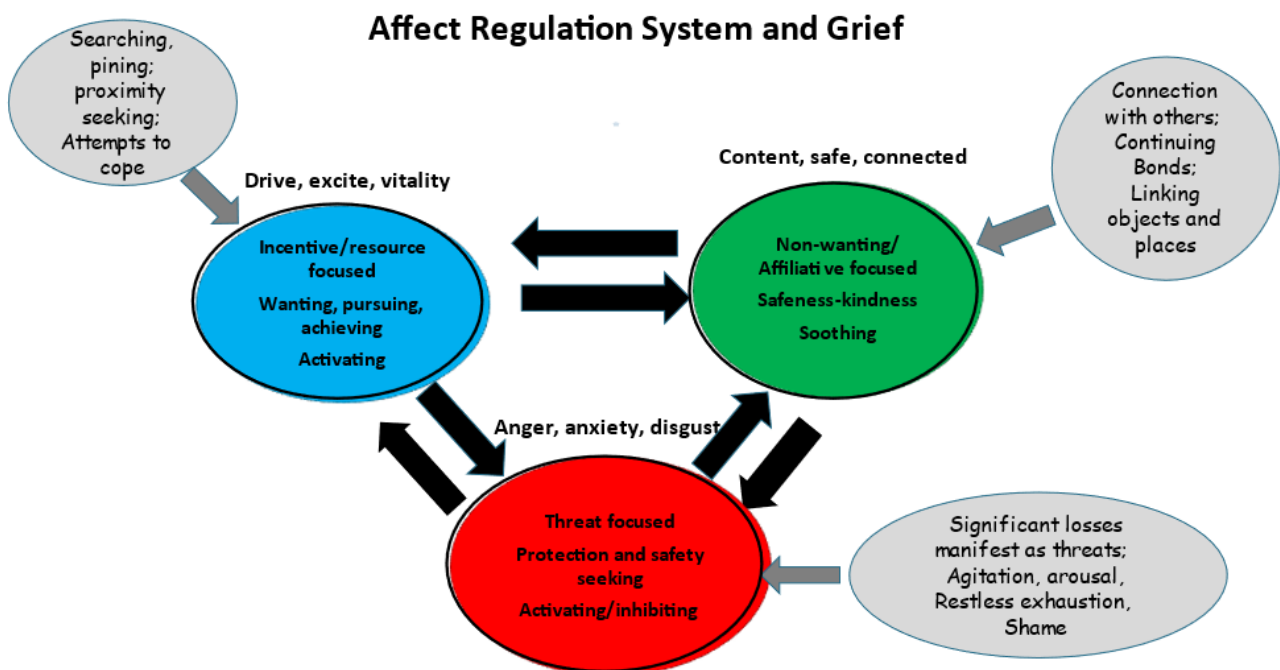 Affect Regulation System and Grief
Searching,
pining;
proximity
seeking;
Attempts to
cope
Connection
with others;
Continuing
Bonds;
Linking
objects and
places
Drive, excite, vitality
Content, safe, connected
Incentive/resource
focused
Wanting, pursuing,
achieving
Activating
Non-wanting/
Affiliative focused
Safeness-kindness
Soothing
Anger, anxiety, disgust
Threat focused
Protection and safety
seeking
Activating/inhibiting
Significant losses
manifest as threats;
Agitation, arousal,
Restless exhaustion,
Shame